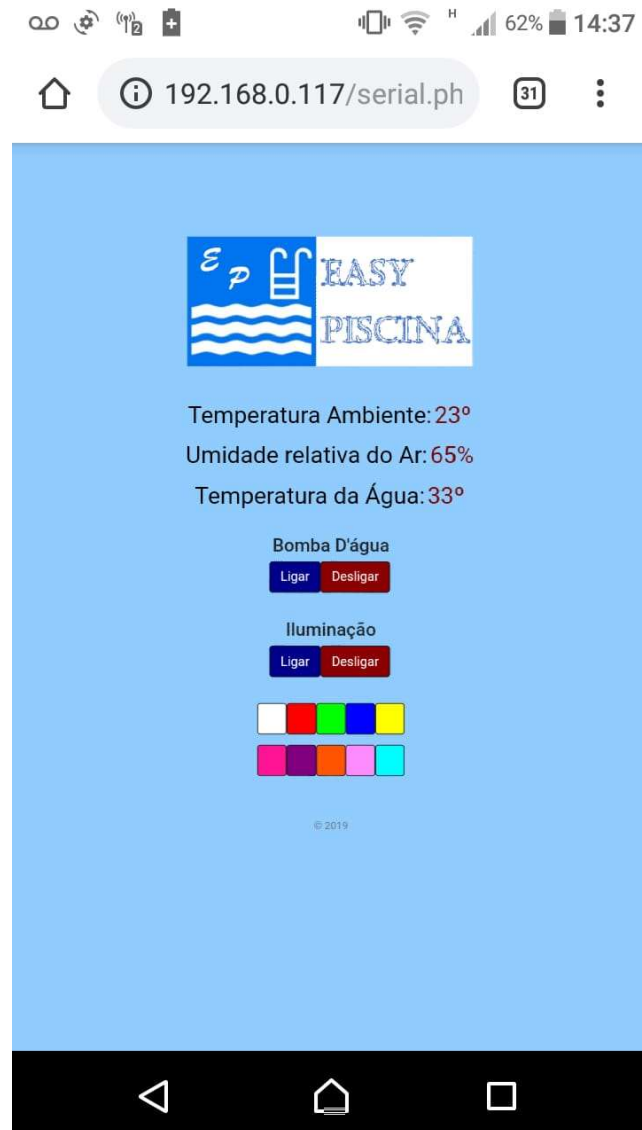 2
H
62%
14:37
192.168.0.117/serial.ph
31
E P
EASY
PISCINA
Temperatura Ambiente: 23º
Umidade relativa do Ar: 65%
Temperatura da Água: 33º
Bomba D'água
Ligar Desligar
Iluminação
Ligar Desligar
© 2019